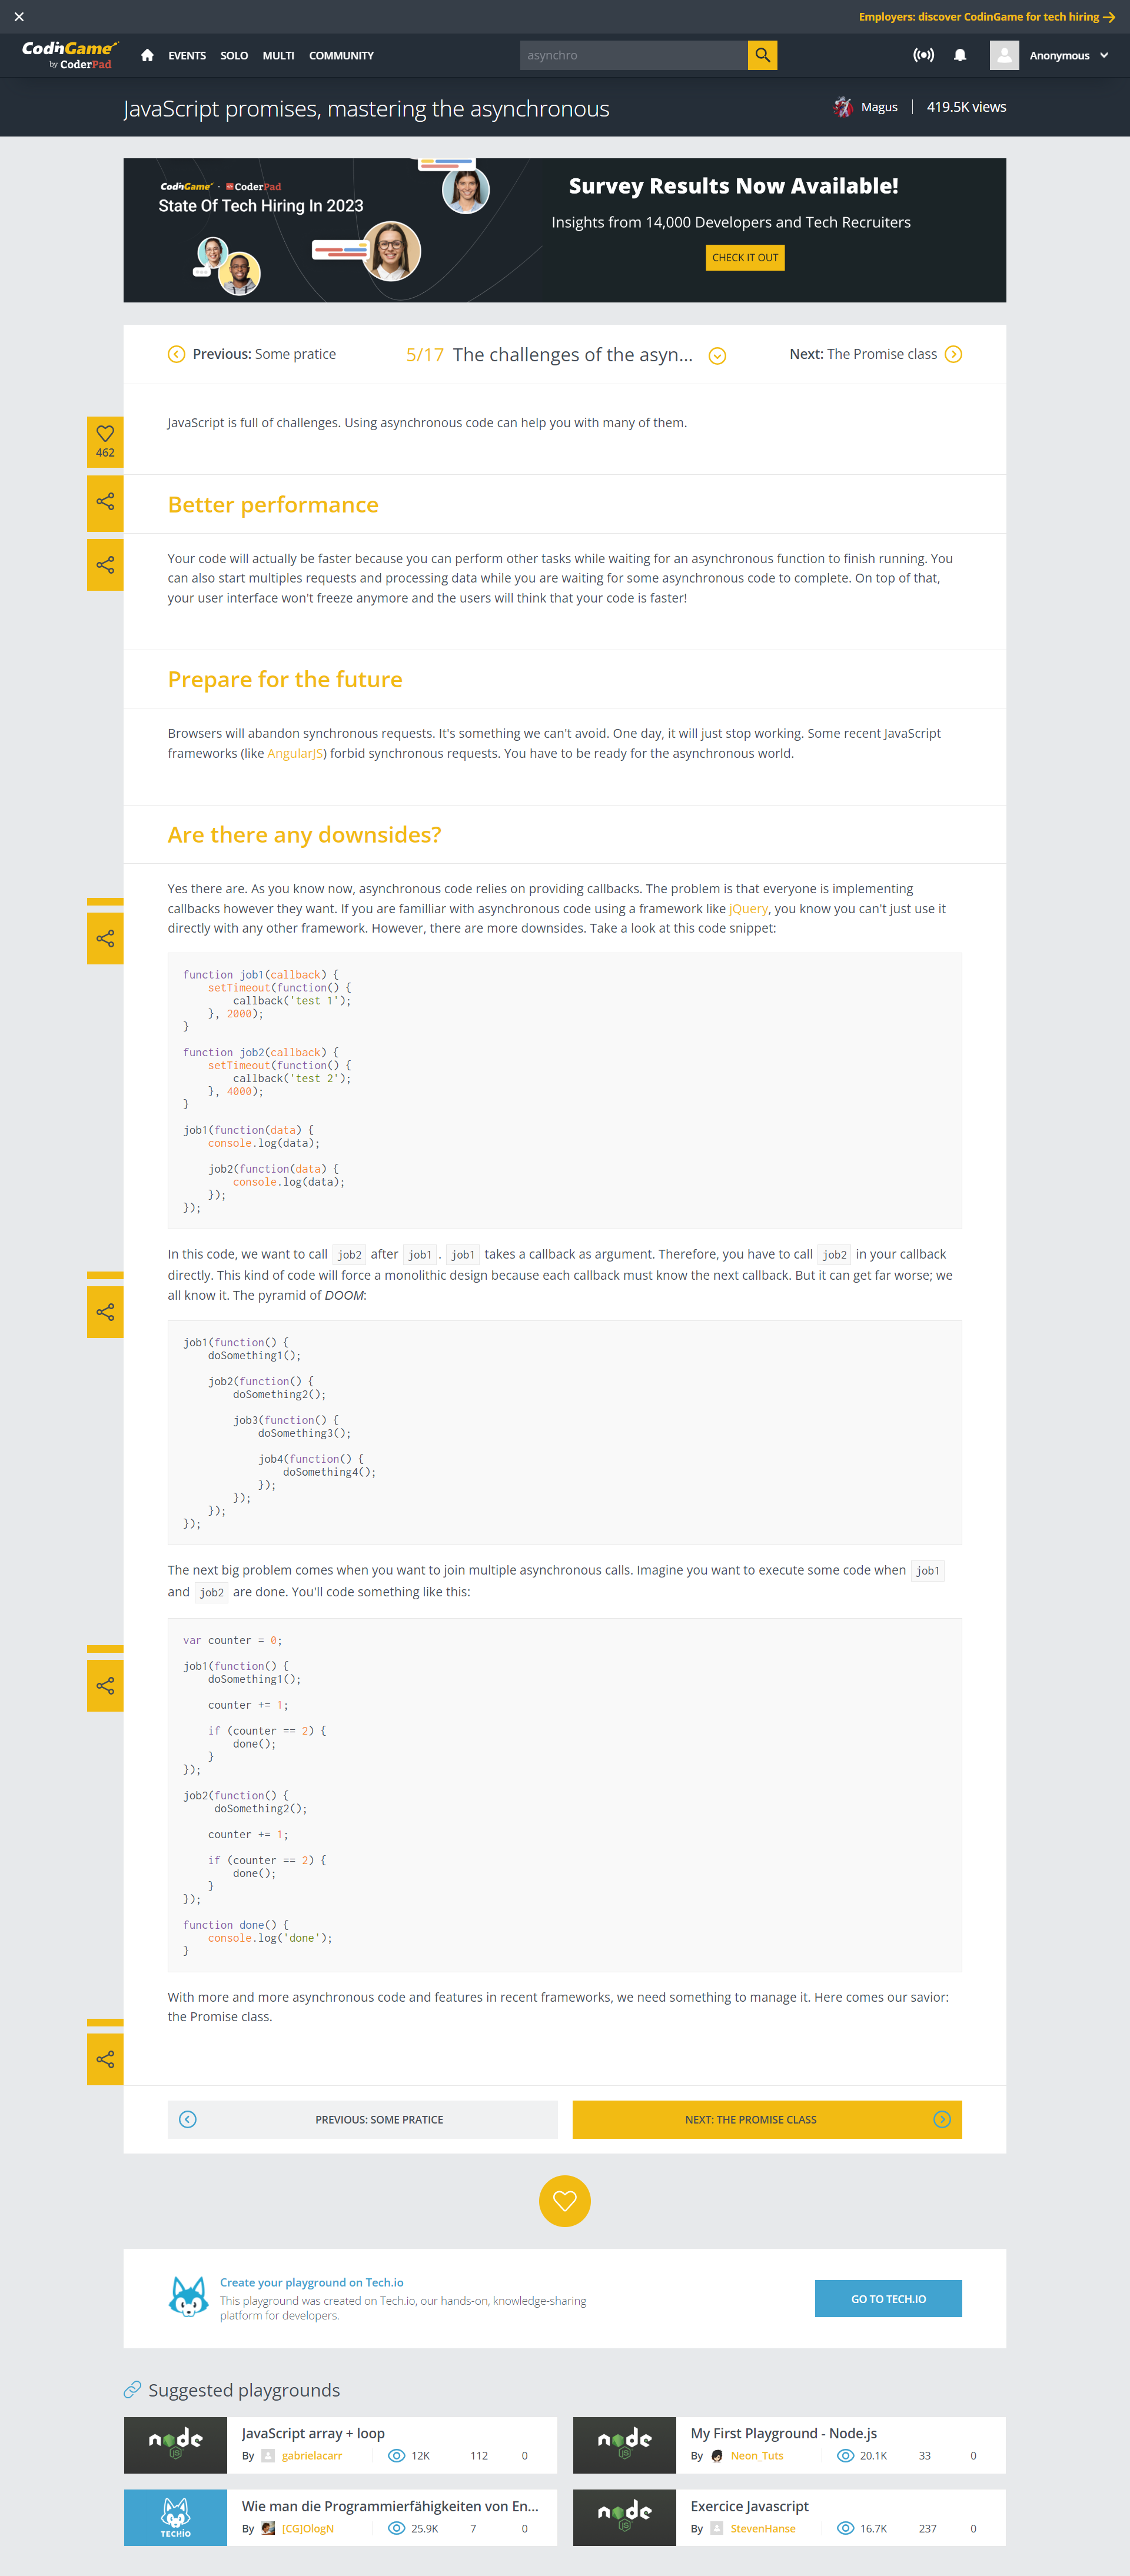 Employers: discover CodinGame for tech hiring
CodinGame
by CoderPad
EVENTS SOLO MULTI COMMUNITY
asynchro
Anonymous
JavaScript promises, mastering the asynchronous
Magus
419.5K views
CodinGame · CoderPad
State Of Tech Hiring In 2023
Survey Results Now Available!
Insights from 14,000 Developers and Tech Recruiters
CHECK IT OUT
Previous: Some pratice
5/17 The challenges of the asyn...
Next: The Promise class
462
JavaScript is full of challenges. Using asynchronous code can help you with many of them.
Better performance
Your code will actually be faster because you can perform other tasks while waiting for an asynchronous function to finish running. You
can also start multiples requests and processing data while you are waiting for some asynchronous code to complete. On top of that,
your user interface won't freeze anymore and the users will think that your code is faster!
Prepare for the future
Browsers will abandon synchronous requests. It's something we can't avoid. One day, it will just stop working. Some recent JavaScript
frameworks (like AngularJS) forbid synchronous requests. You have to be ready for the asynchronous world.
Are there any downsides?
Yes there are. As you know now, asynchronous code relies on providing callbacks. The problem is that everyone is implementing
callbacks however they want. If you are familliar with asynchronous code using a framework like jQuery, you know you can't just use it
directly with any other framework. However, there are more downsides. Take a look at this code snippet:
function job1(callback) {
    setTimeout(function() {
        callback('test 1');
    }, 2000);
}
function job2(callback) {
    setTimeout(function() {
        callback('test 2');
    }, 4000);
}
job1(function(data) {
    console.log(data);
    job2(function(data) {
        console.log(data);
    });
});
In this code, we want to call job2 after job1. job1 takes a callback as argument. Therefore, you have to call job2 in your callback
directly. This kind of code will force a monolithic design because each callback must know the next callback. But it can get far worse; we
all know it. The pyramid of DOOM:
job1(function() {
    doSomething1();
    job2(function() {
        doSomething2();
        job3(function() {
            doSomething3();
            job4(function() {
                doSomething4();
            });
        });
    });
});
The next big problem comes when you want to join multiple asynchronous calls. Imagine you want to execute some code when job1
and job2 are done. You'll code something like this:
var counter = 0;
job1(function() {
    doSomething1();
    counter += 1;
    if (counter == 2) {
        done();
    }
});
job2(function() {
     doSomething2();
    counter += 1;
    if (counter == 2) {
        done();
    }
});
function done() {
    console.log('done');
}
With more and more asynchronous code and features in recent frameworks, we need something to manage it. Here comes our savior:
the Promise class.
PREVIOUS: SOME PRATICE
NEXT: THE PROMISE CLASS
Create your playground on Tech.io
This playground was created on Tech.io, our hands-on, knowledge-sharing
platform for developers.
GO TO TECH.IO
Suggested playgrounds
node
JS
JavaScript array + loop
By gabrielacarr 12K 112 0
node
JS
My First Playground - Node.js
By Neon_Tuts 20.1K 33 0
TECH.IO
Wie man die Programmierfähigkeiten von En...
By [CG]OlogN 25.9K 7 0
node
JS
Exercice Javascript
By StevenHanse 16.7K 237 0